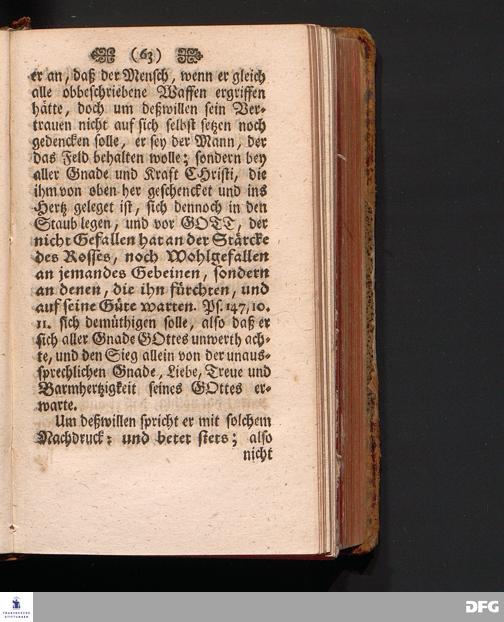 (63)
er an, daß der Mensch, wenn er gleich
alle obbeschriebene Waffen ergriffen
hätte, doch um deßwillen sein Ver-
trauen nicht auf sich selbst setzen noch
gedencken solle, er sey der Mann, der
das Feld behalten wolle; sondern bey
aller Gnade und Kraft CHristi, die
ihm von oben her geschencket und ins
Hertz geleget ist, sich dennoch in den
Staub legen, und vor GOTT, der
nicht Gefallen hat an der Stärcke
des Rosses, noch Wohlgefallen
an jemandes Gebeinen, sondern
an denen, die ihn fürchten, und
auf seine Güte warten. Ps. 147, 10.
11. sich demüthigen solle, also daß er
sich aller Gnade GOttes unwerth ach-
te, und den Sieg allein von der unaus-
sprechlichen Gnade, Liebe, Treue und
Barmhertzigkeit seines GOttes er-
warte.
Um deßwillen spricht er mit solchem
Nachdruck: und betet stets; also
nicht
FRANCKESCHE
STIFTUNGEN
DFG